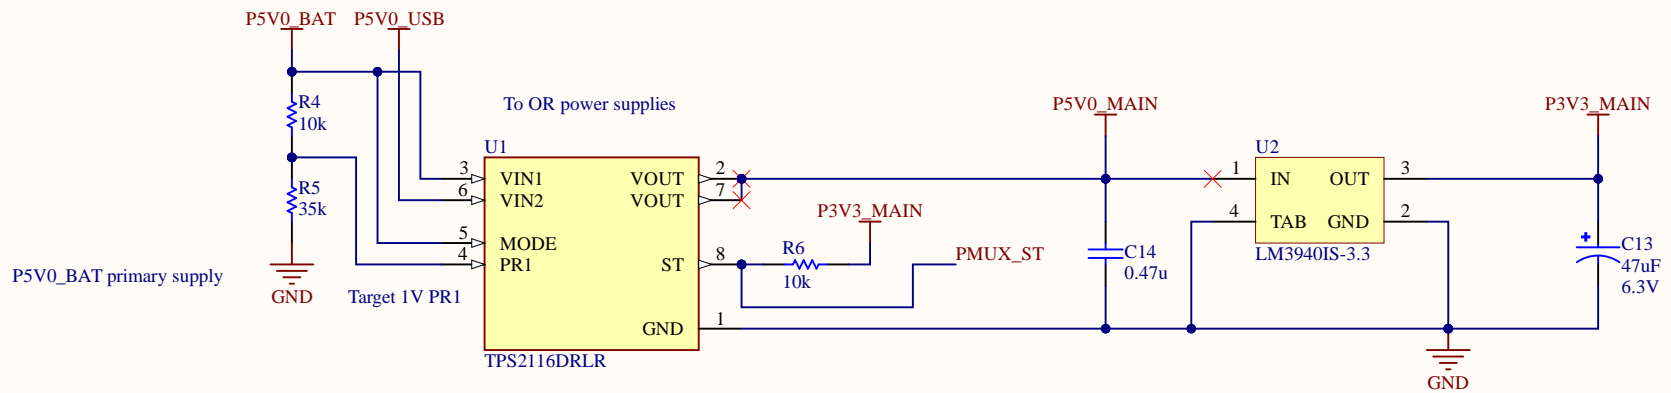 P5V0_BAT
P5V0_USB
R4
10k
R5
35k
GND
P5V0_BAT primary supply
Target 1V PR1
To OR power supplies
U1
3
VIN1
6
VIN2
5
MODE
4
PR1
VOUT
2
VOUT
7
ST
8
GND
1
TPS2116DRLR
P3V3_MAIN
R6
10k
PMUX_ST
P5V0_MAIN
C14
0.47u
U2
1
IN
OUT
3
4
TAB
GND
2
LM3940IS-3.3
P3V3_MAIN
+
C13
47uF
6.3V
GND